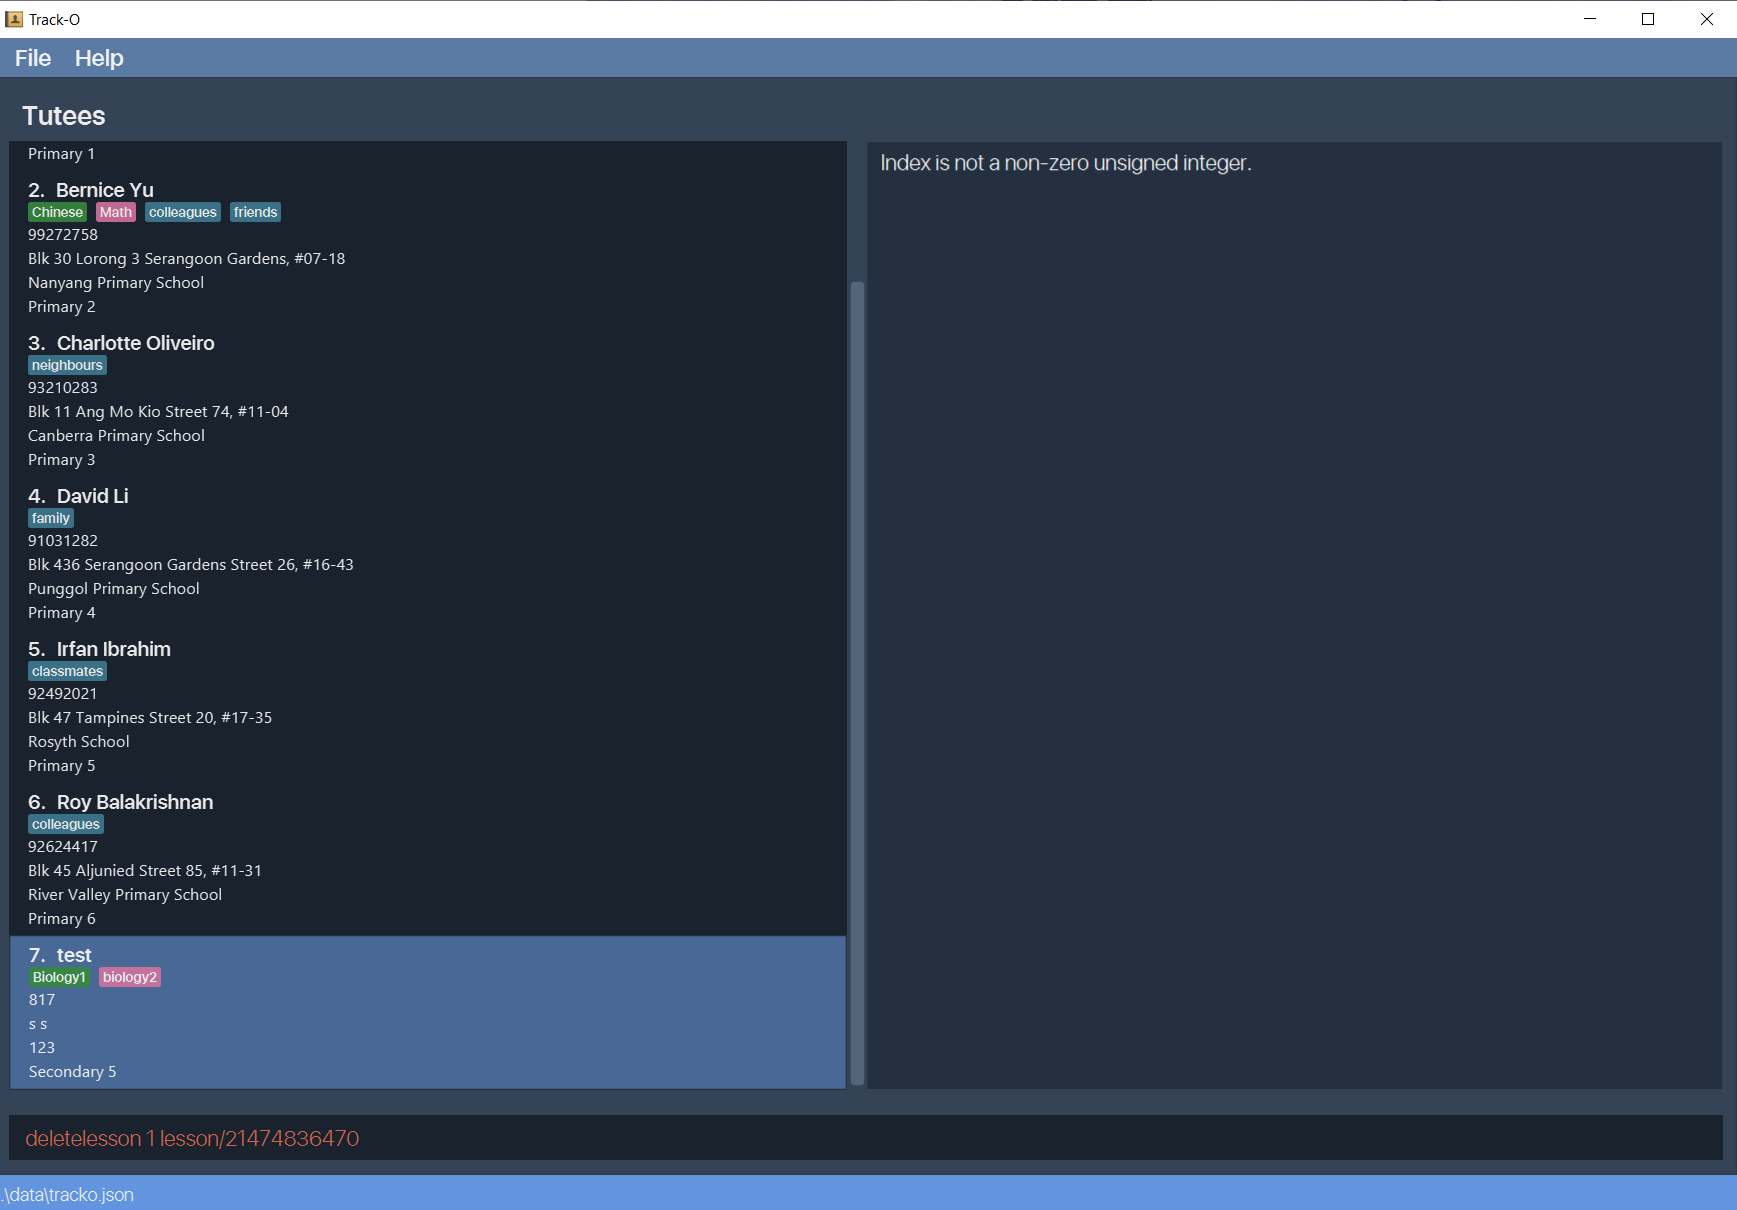 Track-O
File Help
Tutees
Primary 1
2. Bernice Yu
Chinese Math colleagues friends
99272758
Blk 30 Lorong 3 Serangoon Gardens, #07-18
Nanyang Primary School
Primary 2
3. Charlotte Oliveiro
neighbours
93210283
Blk 11 Ang Mo Kio Street 74, #11-04
Canberra Primary School
Primary 3
4. David Li
family
91031282
Blk 436 Serangoon Gardens Street 26, #16-43
Punggol Primary School
Primary 4
5. Irfan Ibrahim
classmates
92492021
Blk 47 Tampines Street 20, #17-35
Rosyth School
Primary 5
6. Roy Balakrishnan
colleagues
92624417
Blk 45 Aljunied Street 85, #11-31
River Valley Primary School
Primary 6
7. test
Biology1 biology2
817
s s
123
Secondary 5
Index is not a non-zero unsigned integer.
deletelesson 1 lesson/21474836470
.\data\tracko.json